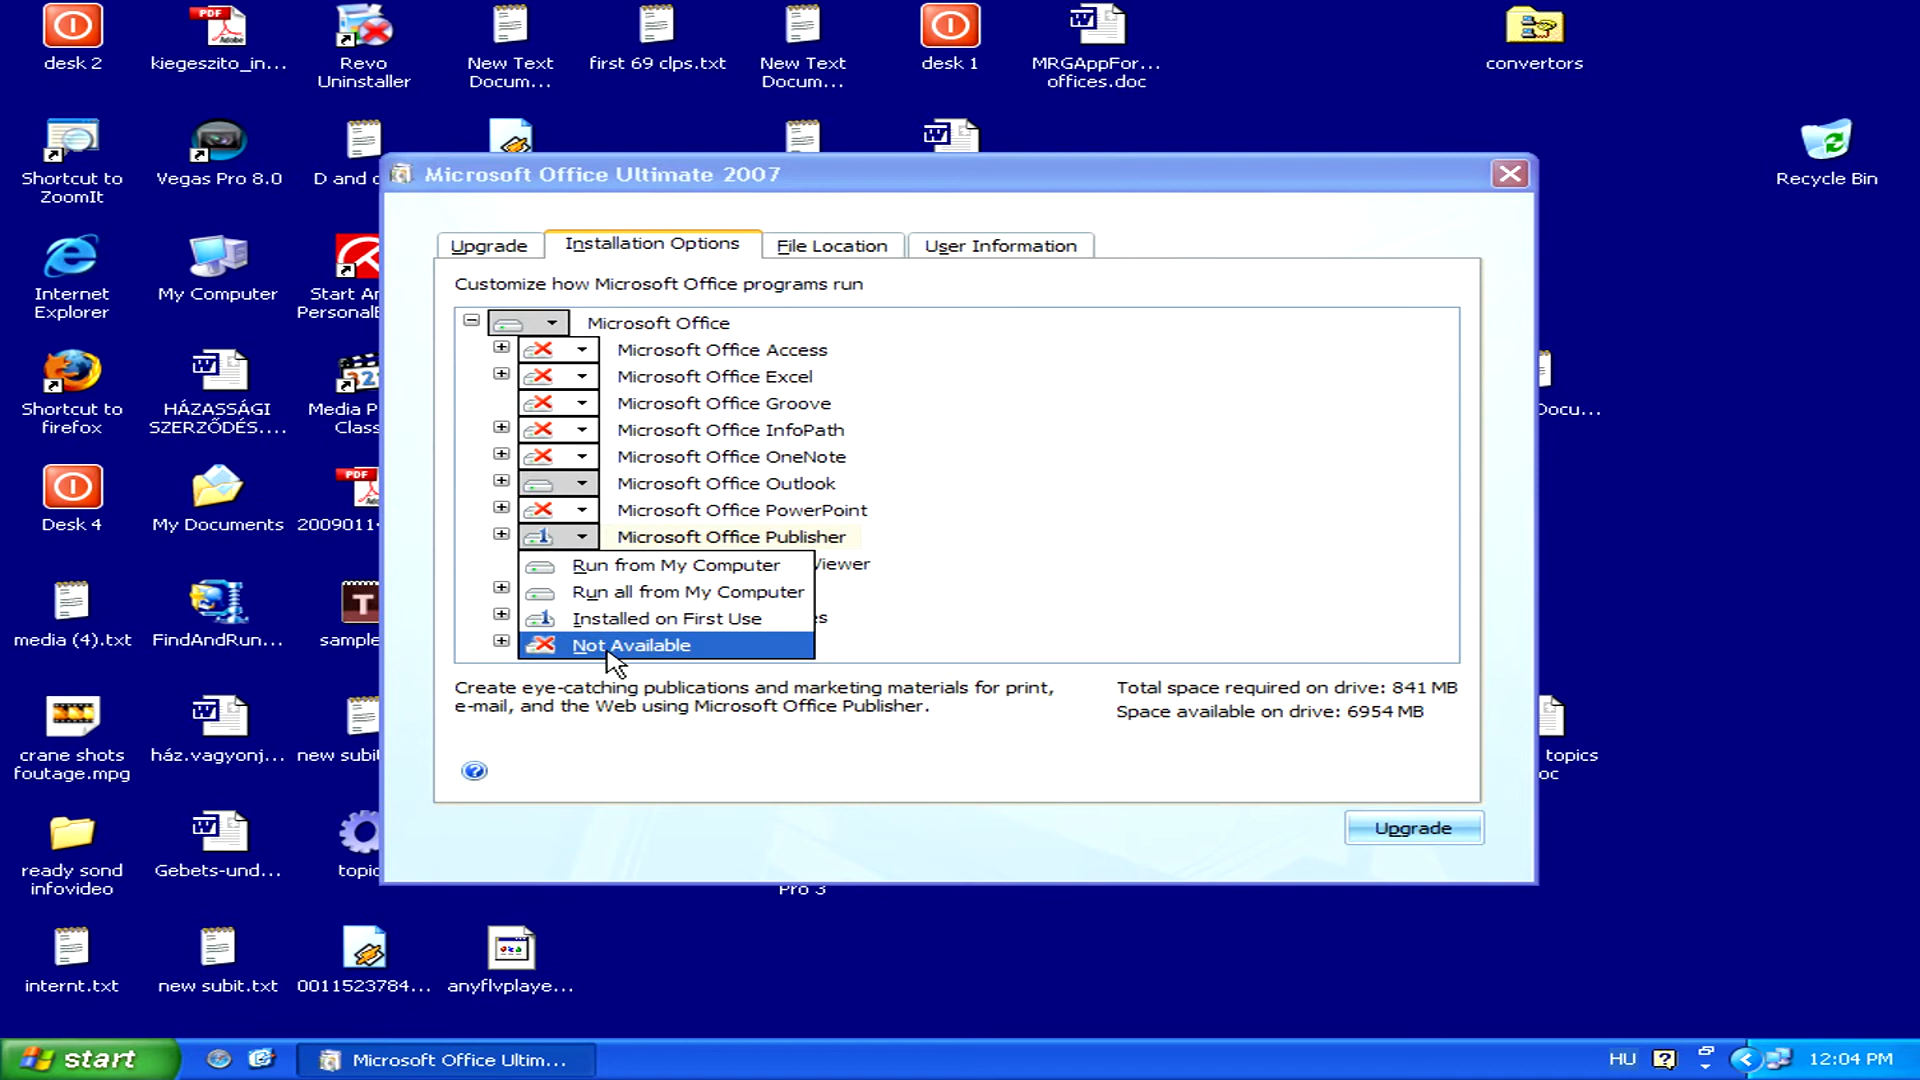 desk 2
PDF
Adobe
kiegeszito_in...
Revo
Uninstaller
New Text
Docum...
first 69 clps.txt
New Text
Docum...
desk 1
MRGAppFor...
offices.doc
convertors
Shortcut to
ZoomIt
Vegas Pro 8.0
D and
Recycle Bin
Microsoft Office Ultimate 2007
Upgrade
Installation Options
File Location
User Information
Customize how Microsoft Office programs run
Microsoft Office
Microsoft Office Access
Microsoft Office Excel
Microsoft Office Groove
Microsoft Office InfoPath
Microsoft Office OneNote
Microsoft Office Outlook
Microsoft Office PowerPoint
Microsoft Office Publisher
Viewer
Run from My Computer
Run all from My Computer
Installed on First Use
es
Not Available
Create eye-catching publications and marketing materials for print,
e-mail, and the Web using Microsoft Office Publisher.
Total space required on drive: 841 MB
Space available on drive: 6954 MB
Upgrade
Internet
Explorer
My Computer
Start
Personal
Shortcut to
firefox
HÁZASSÁGI
SZERZŐDÉS....
Media P
Class
Docu...
Desk 4
My Documents
PDF
2009011
media (4).txt
FindAndRun...
sample
crane shots
foutage.mpg
ház.vagyonj...
new subi
topics
oc
ready sond
infovideo
Gebets-und...
topic
Pro 3
internt.txt
new subit.txt
0011523784...
anyflvplaye...
start
Microsoft Office Ultim...
HU
12:04 PM